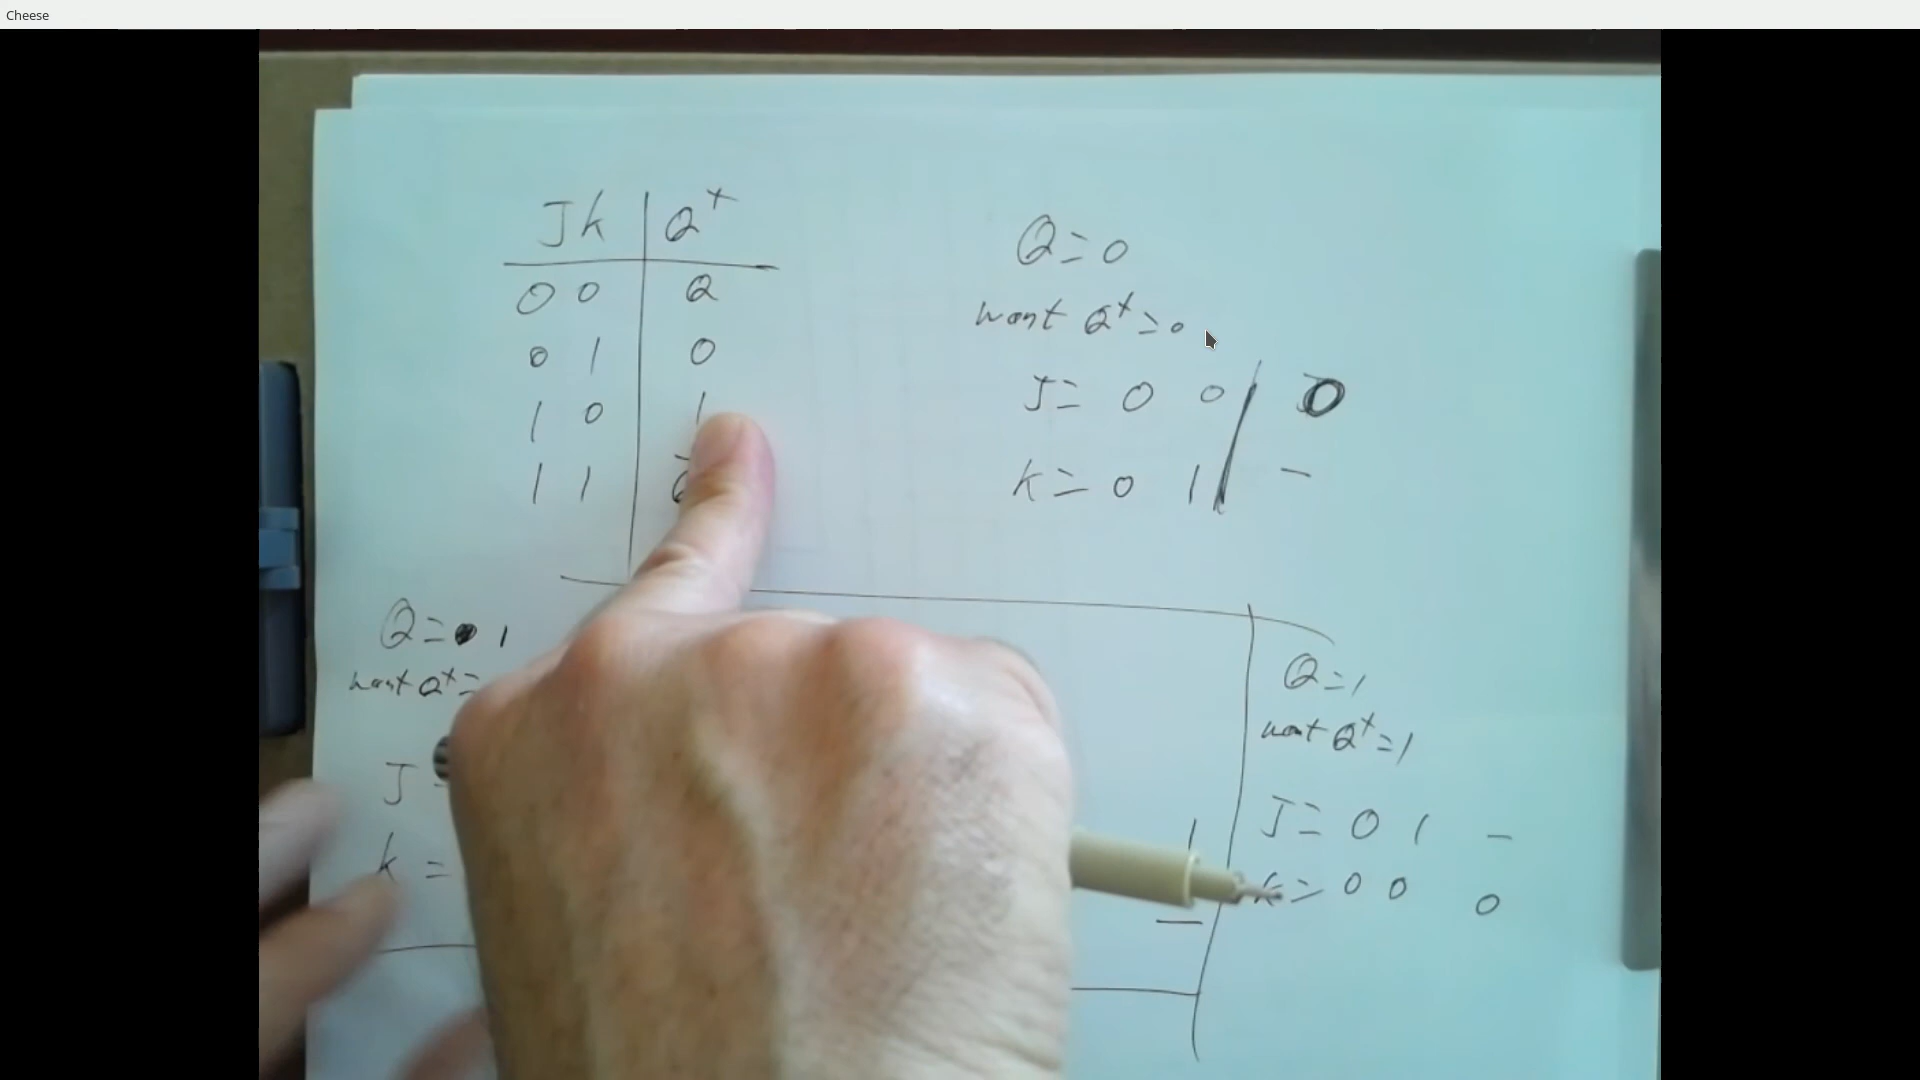 Cheese
J K Q+
0 0 Q
0 1 0
1 0 1
1 1
Q = 0
want Q+ = 0
J = 0 0 0
K = 0 1 –
Q = 1
want Q+ =
J
K =
1
–
Q = 1
want Q+ = 1
J = 0 1 –
K = 0 0 0